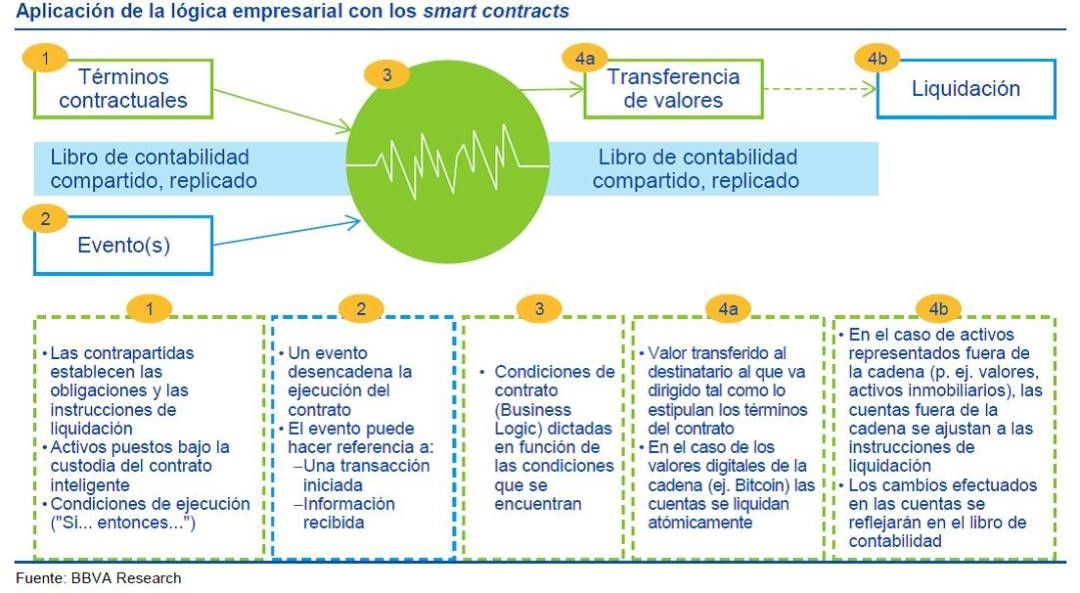 Aplicación de la lógica empresarial con los smart contracts
1
Términos
contractuales
3
4a
Transferencia
de valores
4b
Liquidación
Libro de contabilidad
compartido, replicado
Libro de contabilidad
compartido, replicado
2
Evento(s)
1
• Las contrapartidas
establecen las
obligaciones y las
instrucciones de
liquidación
• Activos puestos bajo la
custodia del contrato
inteligente
• Condiciones de ejecución
("Si... entonces...")
2
• Un evento
desencadena la
ejecución del
contrato
• El evento puede
hacer referencia a:
–Una transacción
iniciada
–Información
recibida
3
• Condiciones de
contrato
(Business
Logic) dictadas
en función de
las condiciones
que se
encuentran
4a
• Valor transferido al
destinatario al que va
dirigido tal como lo
estipulan los términos
del contrato
• En el caso de los
valores digitales de la
cadena (ej. Bitcoin) las
cuentas se liquidan
atómicamente
4b
• En el caso de activos
representados fuera de
la cadena (p. ej. valores,
activos inmobiliarios), las
cuentas fuera de la
cadena se ajustan a las
instrucciones de
liquidación
• Los cambios efectuados
en las cuentas se
reflejarán en el libro de
contabilidad
Fuente: BBVA Research